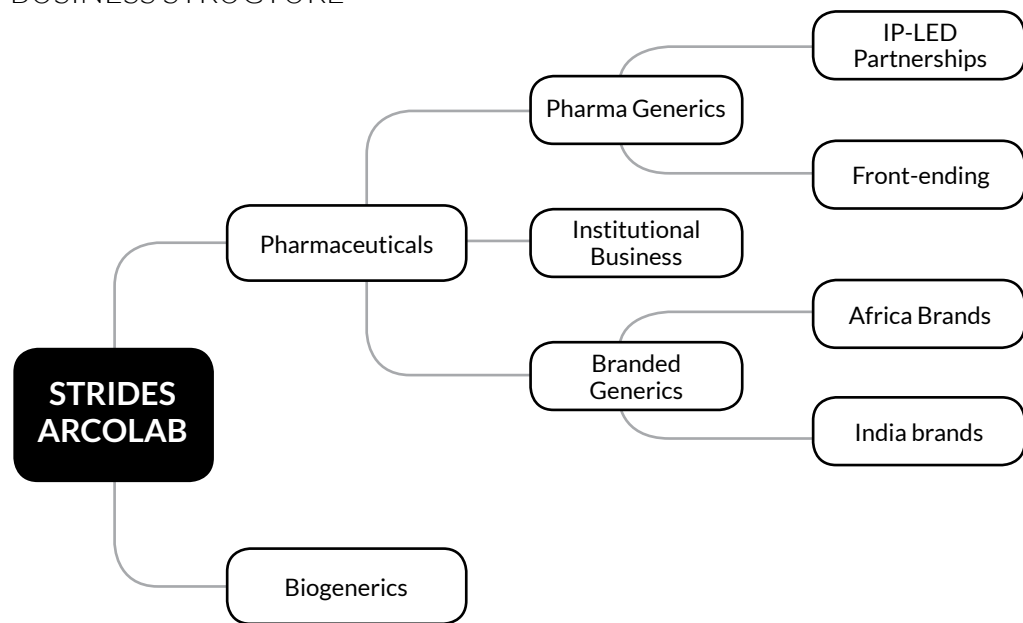 BUSINESS STRUCTURE
IP-LED
Partnerships
Pharma Generics
Front-ending
Pharmaceuticals
Institutional
Business
Africa Brands
Branded
Generics
STRIDES
ARCOLAB
India brands
Biogenerics